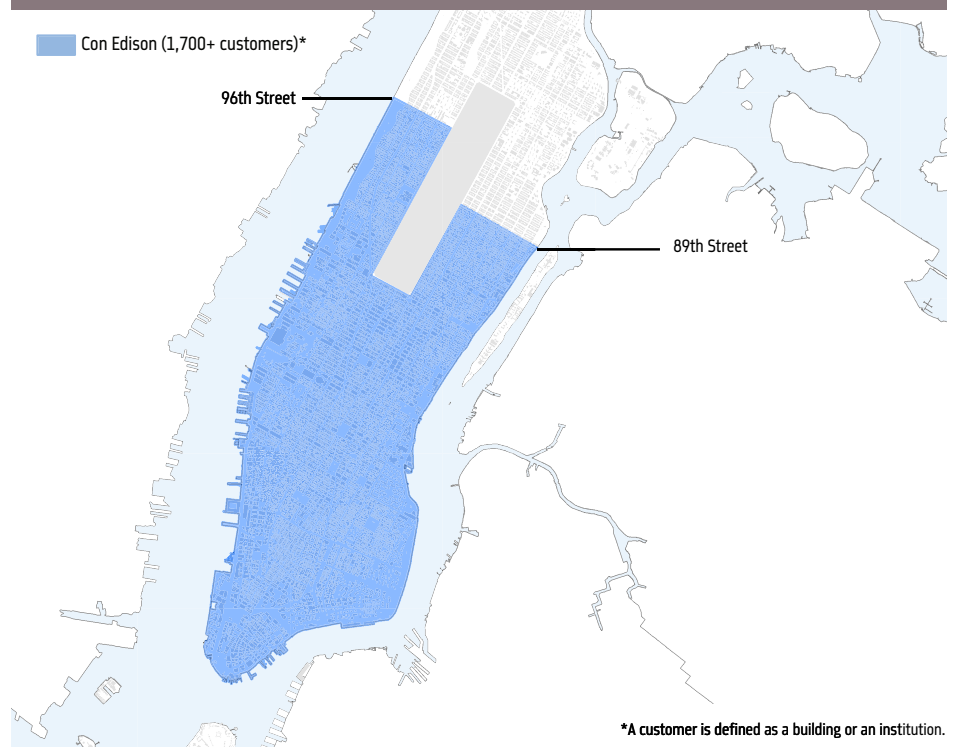 Con Edison (1,700+ customers)*
96th Street
89th Street
*A customer is defined as a building or an institution.